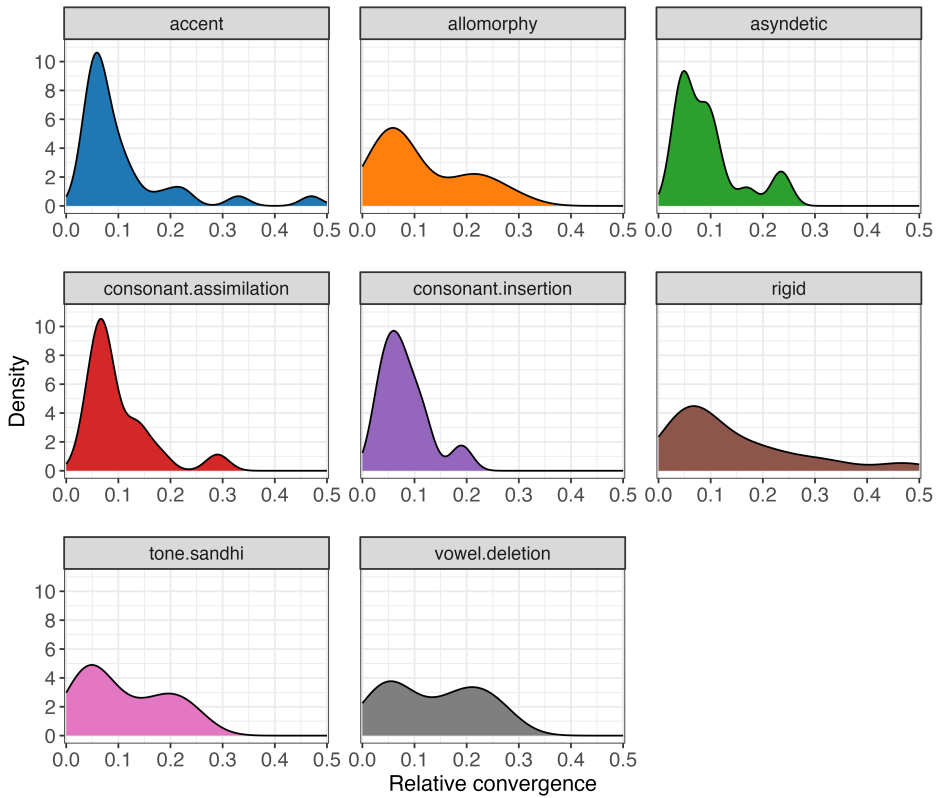 accent allomorphy asyndetic
10
8
6
4
2
0
0.0 0.1 0.2 0.3 0.4 0.5 0.0 0.1 0.2 0.3 0.4 0.5 0.0 0.1 0.2 0.3 0.4 0.5
consonant.assimilation consonant.insertion rigid
10
8
6
4
2
0
0.0 0.1 0.2 0.3 0.4 0.5 0.0 0.1 0.2 0.3 0.4 0.5 0.0 0.1 0.2 0.3 0.4 0.5
Density
tone.sandhi vowel.deletion
10
8
6
4
2
0
0.0 0.1 0.2 0.3 0.4 0.5 0.0 0.1 0.2 0.3 0.4 0.5
Relative convergence